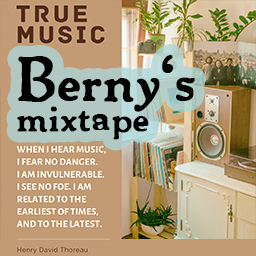 TRUE
MUSIC
Berny's
mixtape
WHEN I HEAR MUSIC,
I FEAR NO DANGER.
I AM INVULNERABLE.
I SEE NO FOE. I AM
RELATED TO THE
EARLIEST OF TIMES,
AND TO THE LATEST.
Henry David Thoreau